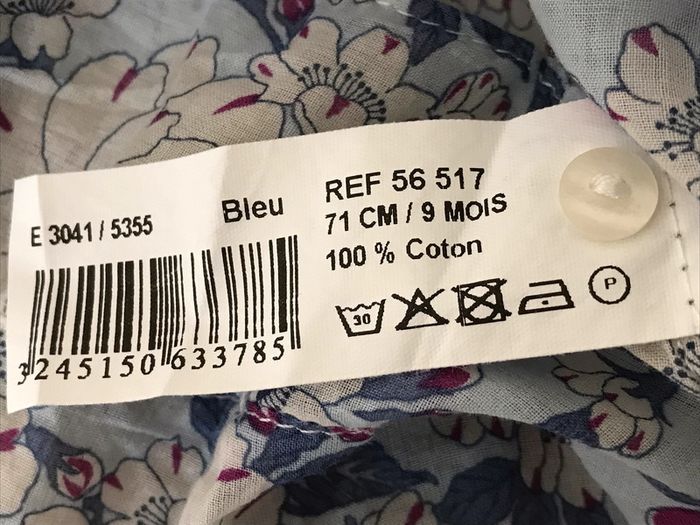 E 3041 / 5355
Bleu
REF 56 517
71 CM / 9 MOIS
100 % Coton
30
P
3245150633785